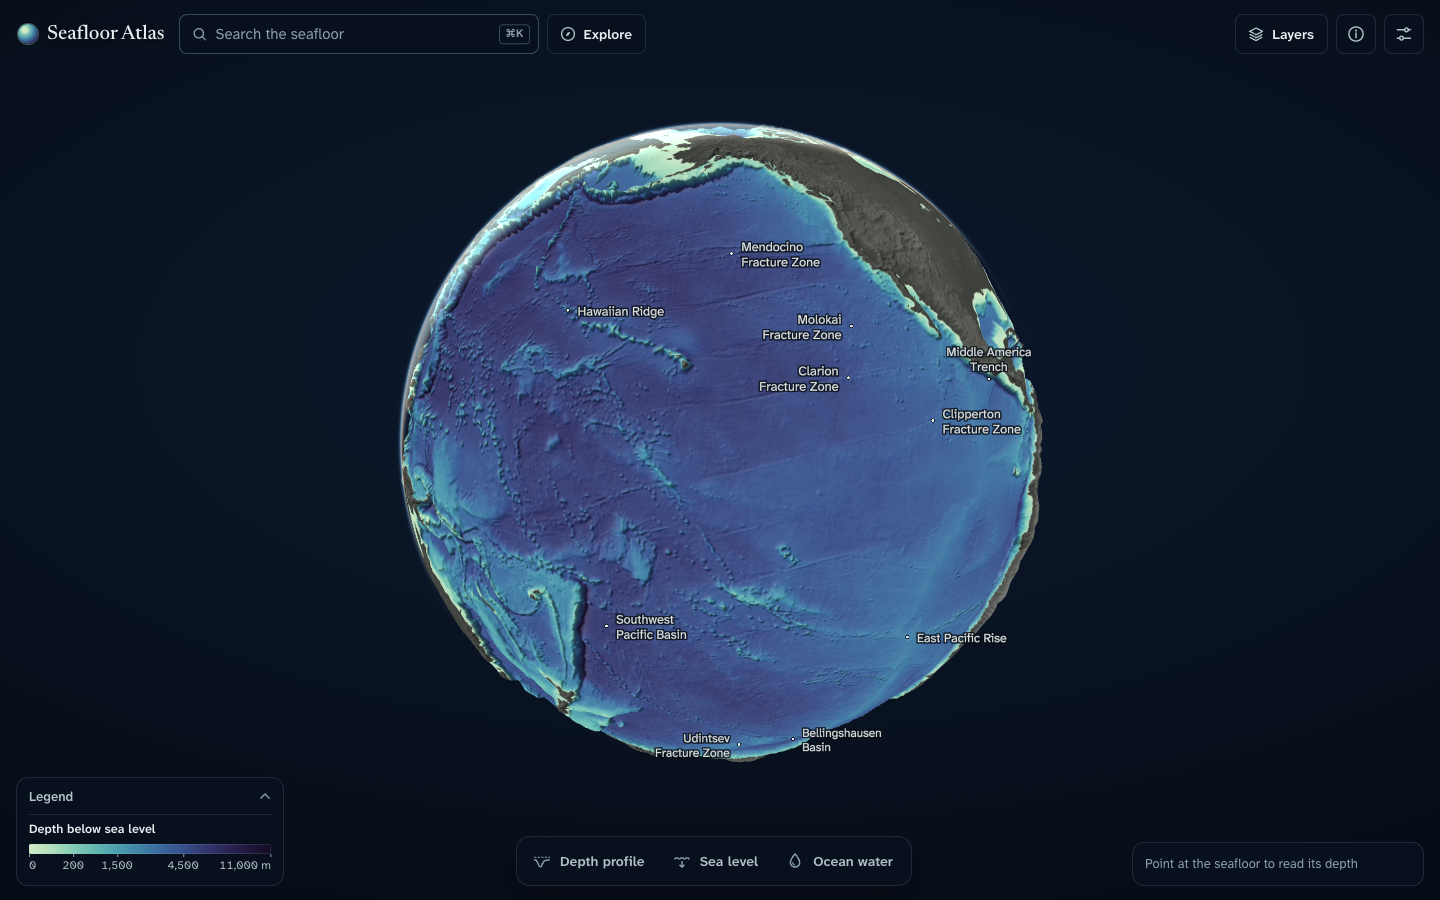 Seafloor Atlas
Search the seafloor
⌘K
Explore
Layers
Mendocino
Fracture Zone
Hawaiian Ridge
Molokai
Fracture Zone
Middle America
Trench
Clarion
Fracture Zone
Clipperton
Fracture Zone
Southwest
Pacific Basin
East Pacific Rise
Udintsev
Fracture Zone
Bellingshausen
Basin
Legend
Depth below sea level
0 200 1,500 4,500 11,000 m
Depth profile
Sea level
Ocean water
Point at the seafloor to read its depth